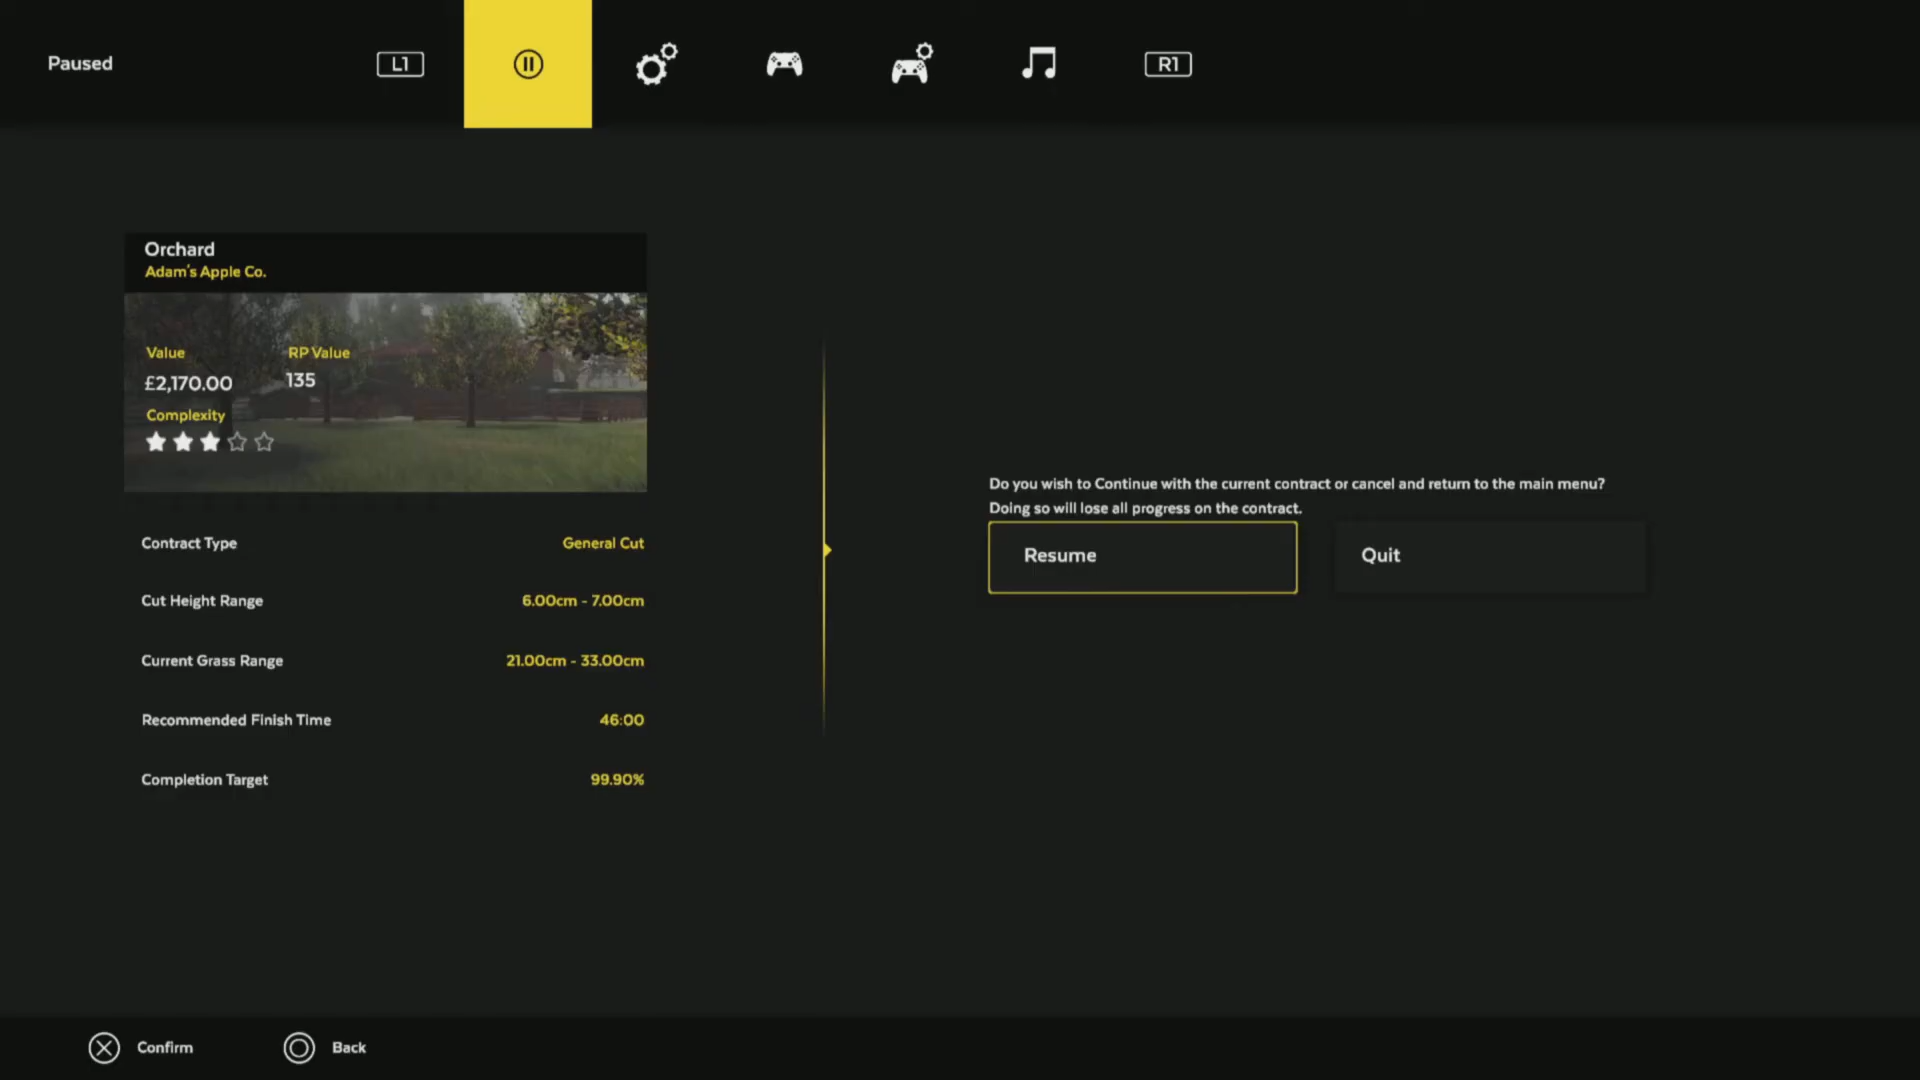 Paused
L1
R1
Orchard
Adam's Apple Co.
Value
RP Value
£2,170.00
135
Complexity
Contract Type
General Cut
Cut Height Range
6.00cm - 7.00cm
Current Grass Range
21.00cm - 33.00cm
Recommended Finish Time
46:00
Completion Target
99.90%
Do you wish to Continue with the current contract or cancel and return to the main menu?
Doing so will lose all progress on the contract.
Resume
Quit
Confirm
Back